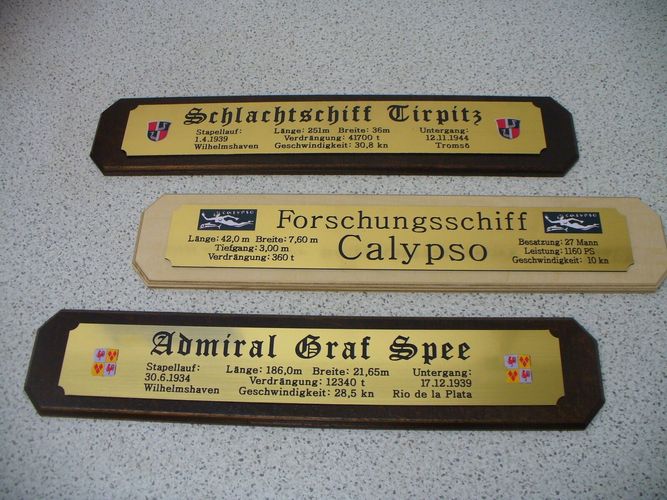 Schlachtschiff Tirpitz
Stapellauf: Länge: 251m Breite: 36m Untergang:
1.4.1939 Verdrängung: 41700 t 12.11.1944
Wilhelmshaven Geschwindigkeit: 30,8 kn Tromsö
CALYPSO Forschungsschiff CALYPSO
Calypso
Länge: 42,0 m Breite: 7,60 m
Tiefgang: 3,00 m
Verdrängung: 360 t
Besatzung: 27 Mann
Leistung: 1160 PS
Geschwindigkeit: 10 kn
Admiral Graf Spee
Stapellauf: Länge: 186,0m Breite: 21,65m Untergang:
30.6.1934 Verdrängung: 12340 t 17.12.1939
Wilhelmshaven Geschwindigkeit: 28,5 kn Rio de la Plata